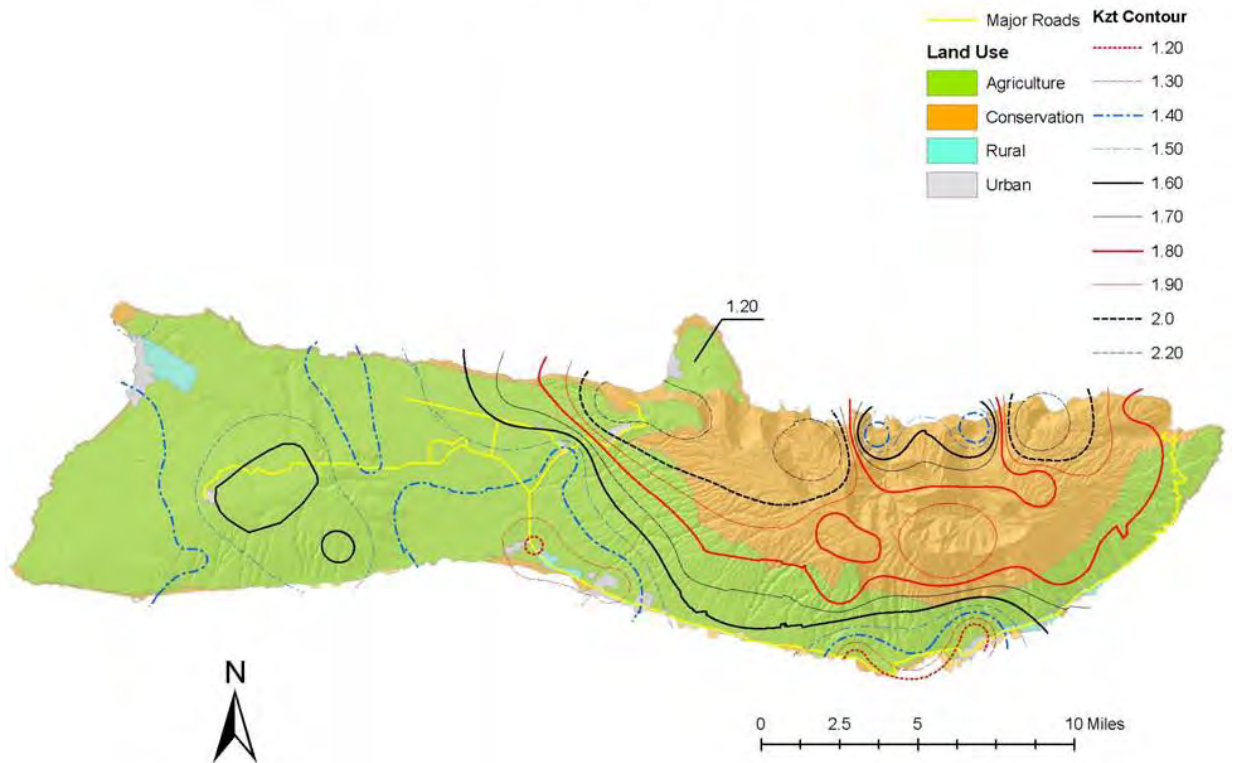 Major Roads
Land Use
Agriculture
Conservation
Rural
Urban
Kzt Contour
1.20
1.30
1.40
1.50
1.60
1.70
1.80
1.90
2.0
2.20
1.20
N
0 2.5 5 10 Miles